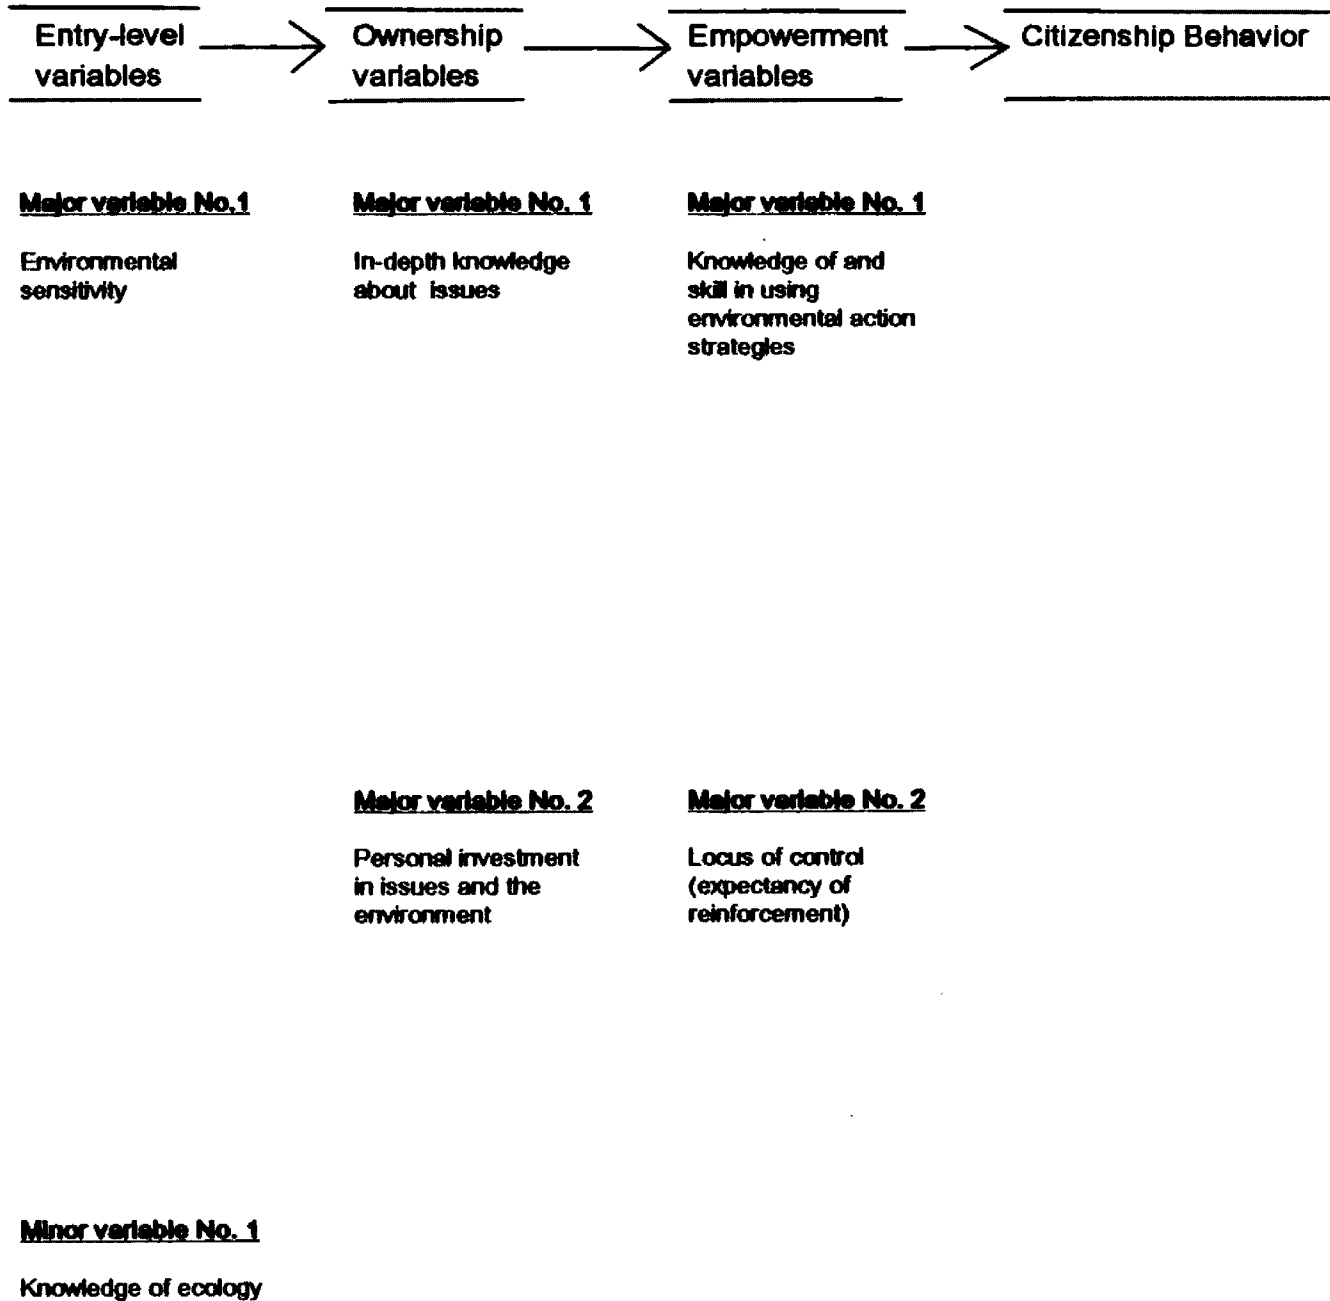 Entry-level
variables
Ownership
variables
Empowerment
variables
Citizenship Behavior
Major variable No.1
Environmental
sensitivity
Major variable No. 1
In-depth knowledge
about issues
Major variable No. 1
Knowledge of and
skill in using
environmental action
strategies
Major variable No. 2
Personal investment
in issues and the
environment
Major variable No. 2
Locus of control
(expectancy of
reinforcement)
Minor variable No. 1
Knowledge of ecology